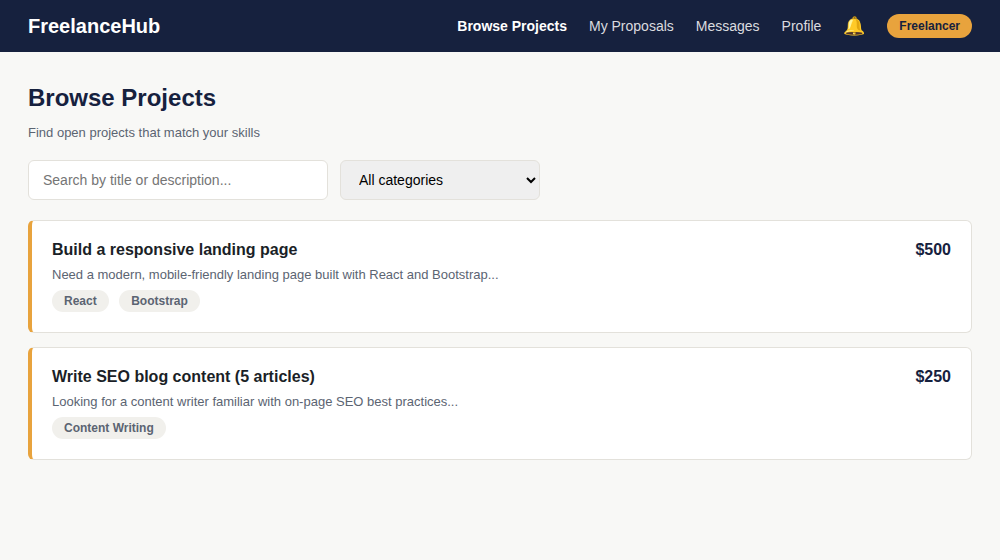 FreelanceHub
Browse Projects My Proposals Messages Profile 🔔 Freelancer
Browse Projects
Find open projects that match your skills
Search by title or description... All categories
Build a responsive landing page $500
Need a modern, mobile-friendly landing page built with React and Bootstrap...
React Bootstrap
Write SEO blog content (5 articles) $250
Looking for a content writer familiar with on-page SEO best practices...
Content Writing